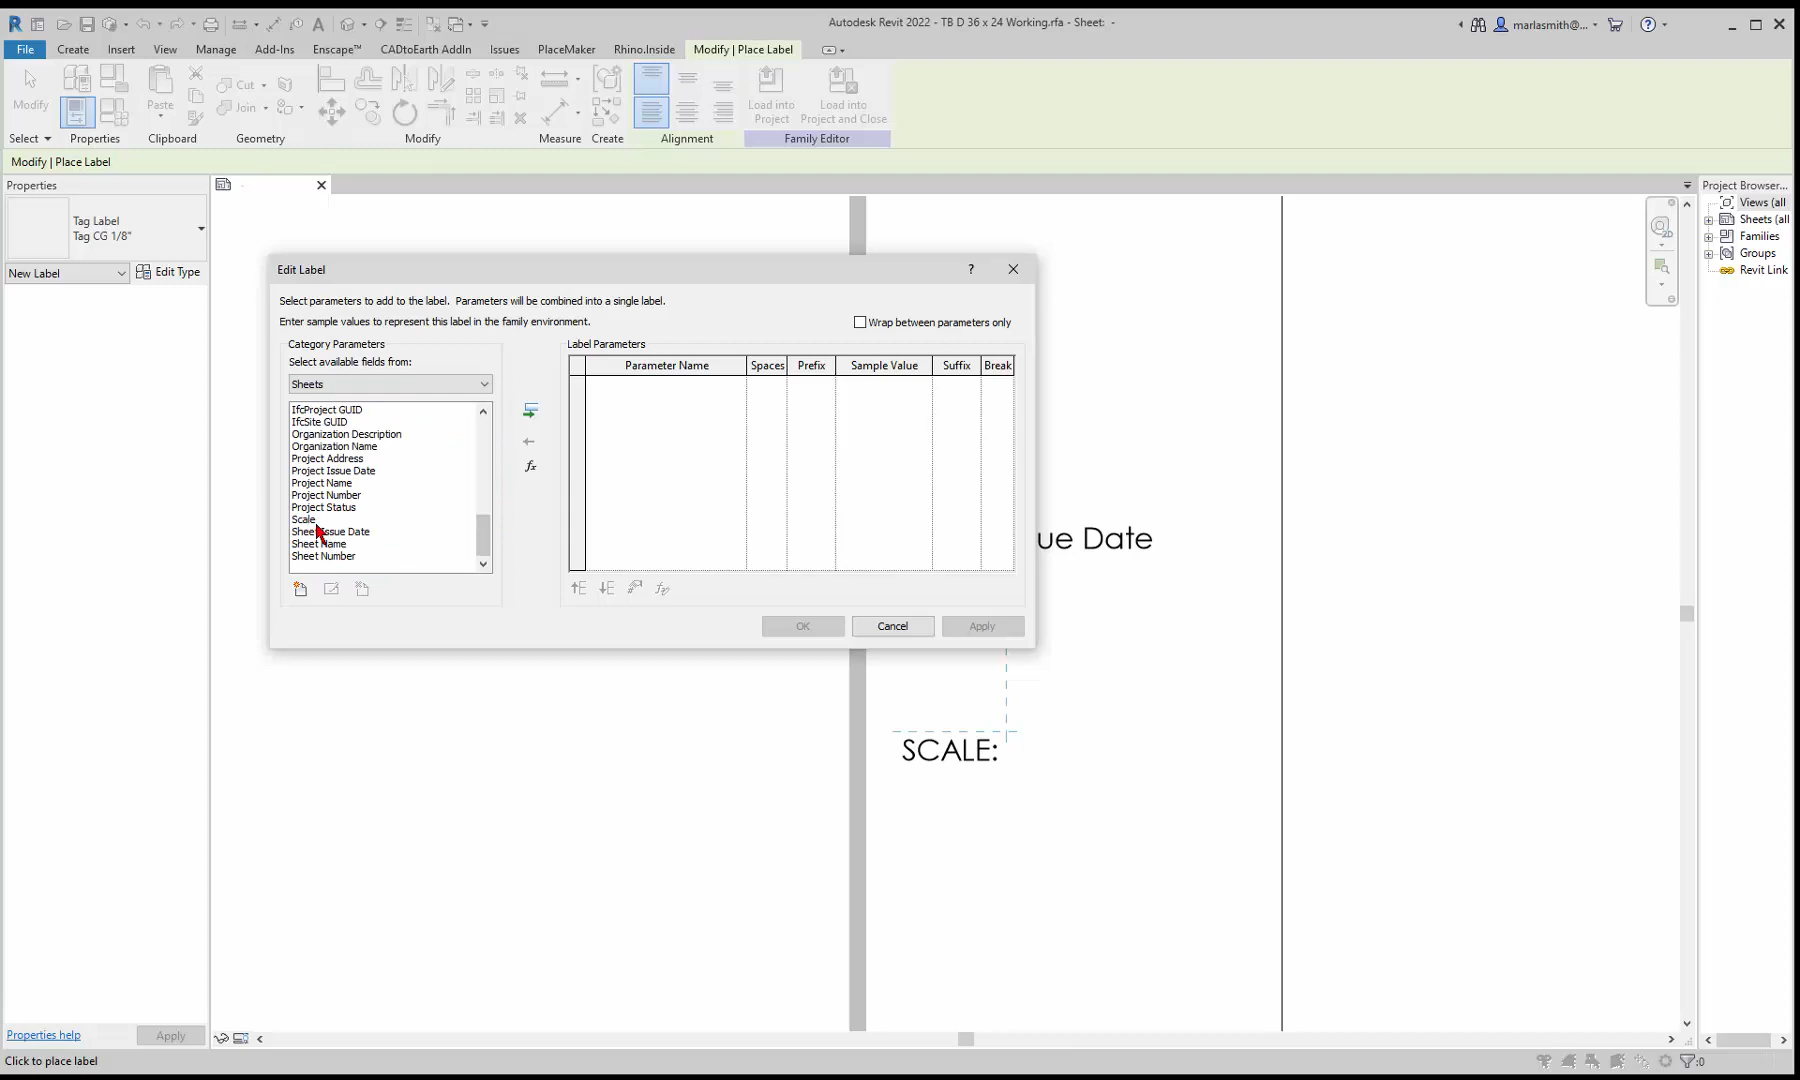 Autodesk Revit 2022 - TB D 36 x 24 Working.rfa - Sheet: -
marlasmith@...
File Create Insert View Manage Add-Ins Enscape™ CADtoEarth AddIn Issues PlaceMaker Rhino.Inside Modify | Place Label
Modify
Paste
Cut
Join
Load into
Project
Load into
Project and Close
Select Properties Clipboard Geometry Modify Measure Create Alignment Family Editor
Modify | Place Label
Properties
Tag Label
Tag CG 1/8"
New Label
Edit Type
Project Browser...
Views (all
Sheets (all
Families
Groups
Revit Link
2D
Edit Label
Select parameters to add to the label. Parameters will be combined into a single label.
Enter sample values to represent this label in the family environment.
Wrap between parameters only
Category Parameters
Select available fields from:
Sheets
IfcProject GUID
IfcSite GUID
Organization Description
Organization Name
Project Address
Project Issue Date
Project Name
Project Number
Project Status
Scale
Sheet Issue Date
Sheet Name
Sheet Number
fx
Label Parameters
Parameter Name Spaces Prefix Sample Value Suffix Break
OK Cancel Apply
ue Date
SCALE:
Properties help
Apply
Click to place label
:0